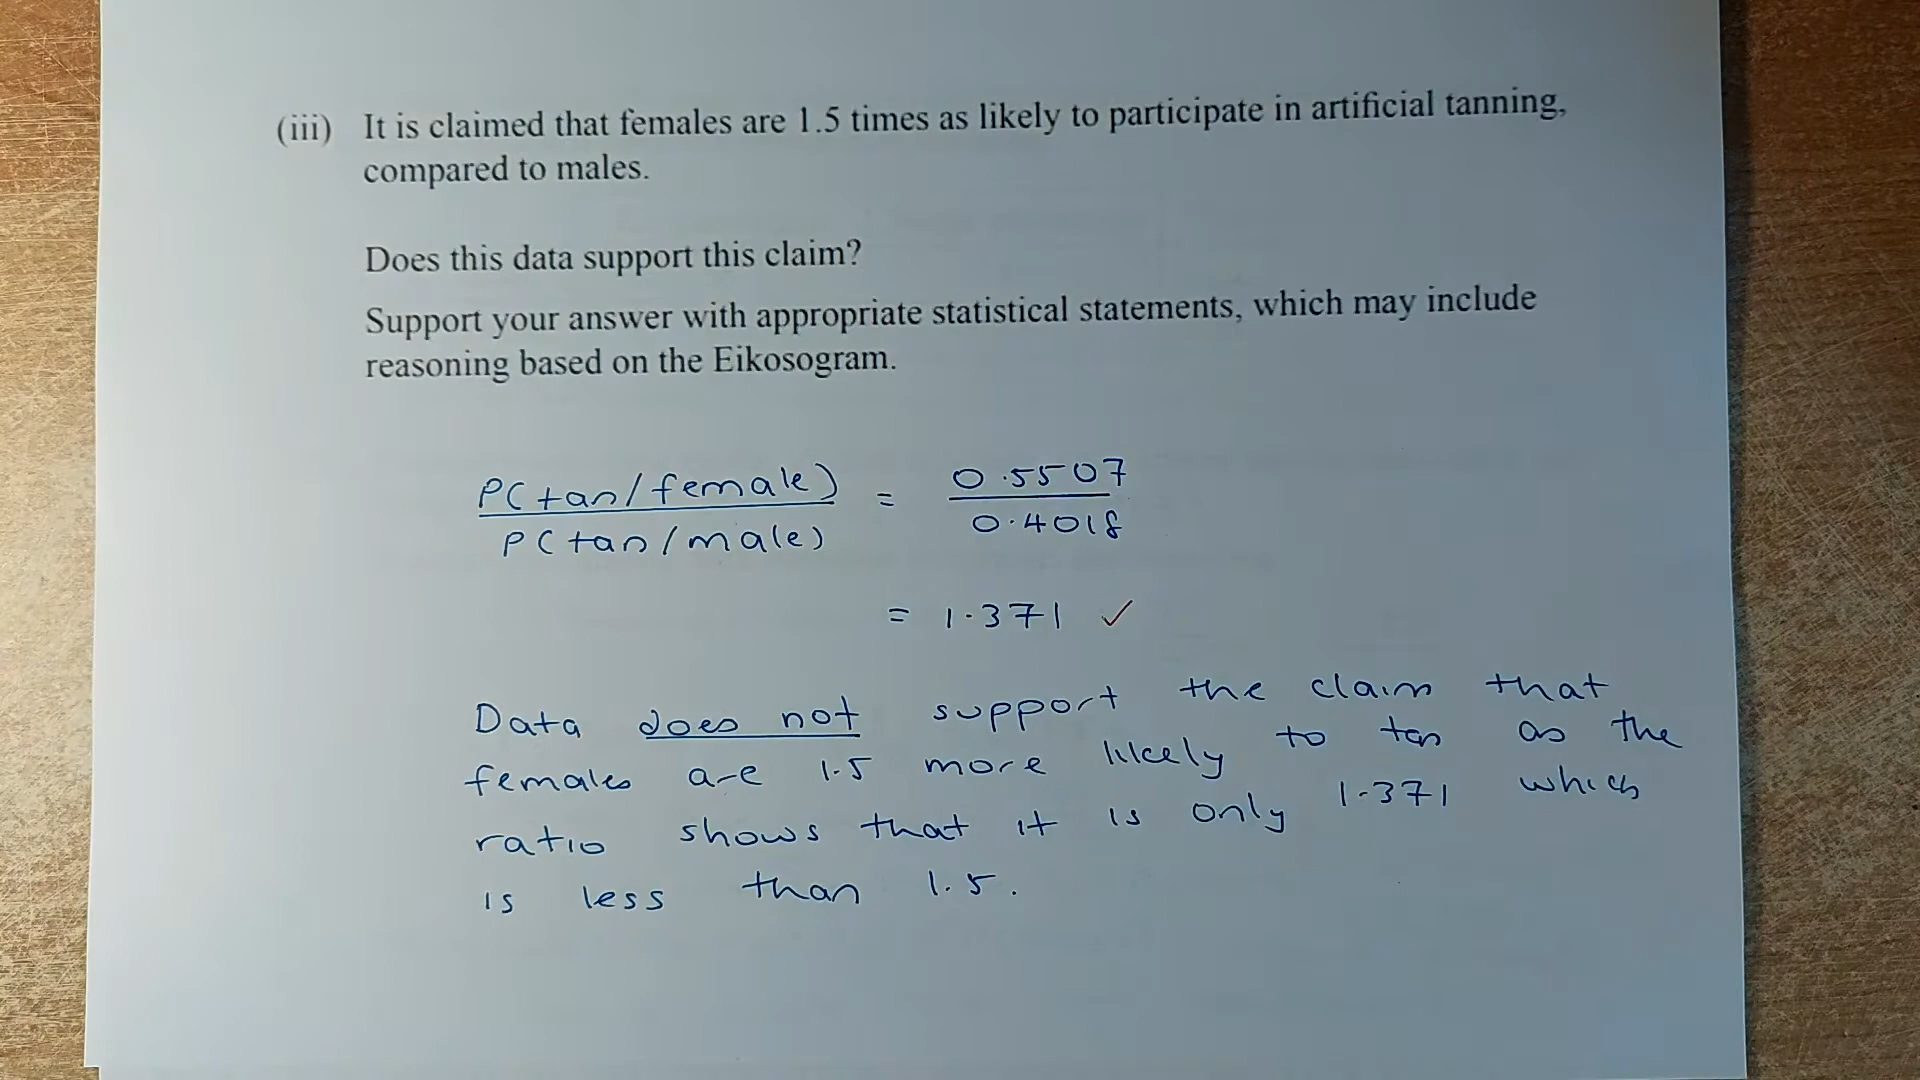 (iii) It is claimed that females are 1.5 times as likely to participate in artificial tanning,
compared to males.
Does this data support this claim?
Support your answer with appropriate statistical statements, which may include
reasoning based on the Eikosogram.
P(tan/female) = 0.5507
P(tan/male) 0.4018
= 1.371 ✓
Data does not support the claim that
females are 1.5 more likely to tan as the
ratio shows that it is only 1.371 which
is less than 1.5.